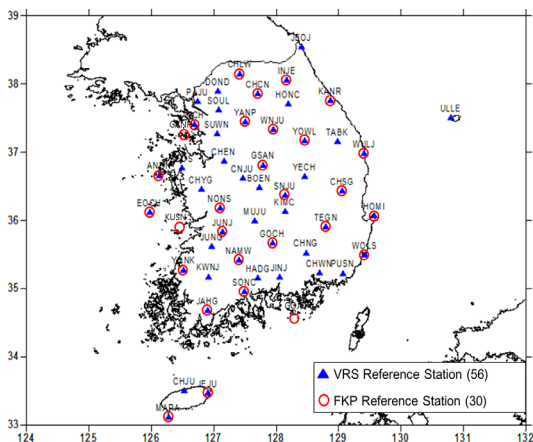 39
JEOJ
CHLW
INJE
38
DOND
CHCN
PAJU
HONC
KANR
SOUL
YANP
ULLE
SUWN
WNJU
YOWL
TABK
WULJ
37
CHEN
GSAN
CNJU
YECH
CHYG
BOEN
SNJU
CHSG
KIMC
NONS
HOMI
EOCH
36
MUJU
JUNJ
TEGN
GOCH
JUNG
CHNG
WOLS
NAMW
KWNJ
HADG
JINJ
CHWN
PUSN
35
SONC
JAHG
34
CHJU
JEJU
MARA
33
124
125
126
127
128
129
130
131
132
VRS Reference Station (56)
FKP Reference Station (30)